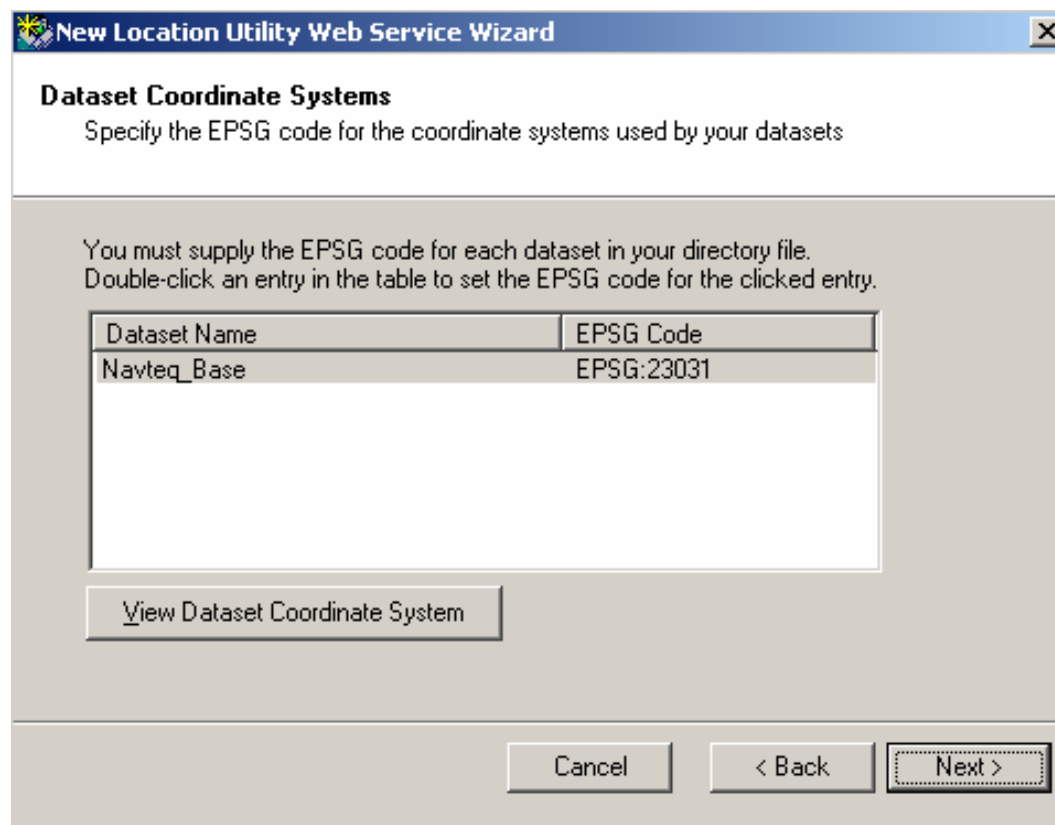 New Location Utility Web Service Wizard
Dataset Coordinate Systems
Specify the EPSG code for the coordinate systems used by your datasets
You must supply the EPSG code for each dataset in your directory file.
Double-click an entry in the table to set the EPSG code for the clicked entry.
Dataset Name EPSG Code
Navteq_Base EPSG:23031
View Dataset Coordinate System
Cancel < Back Next >